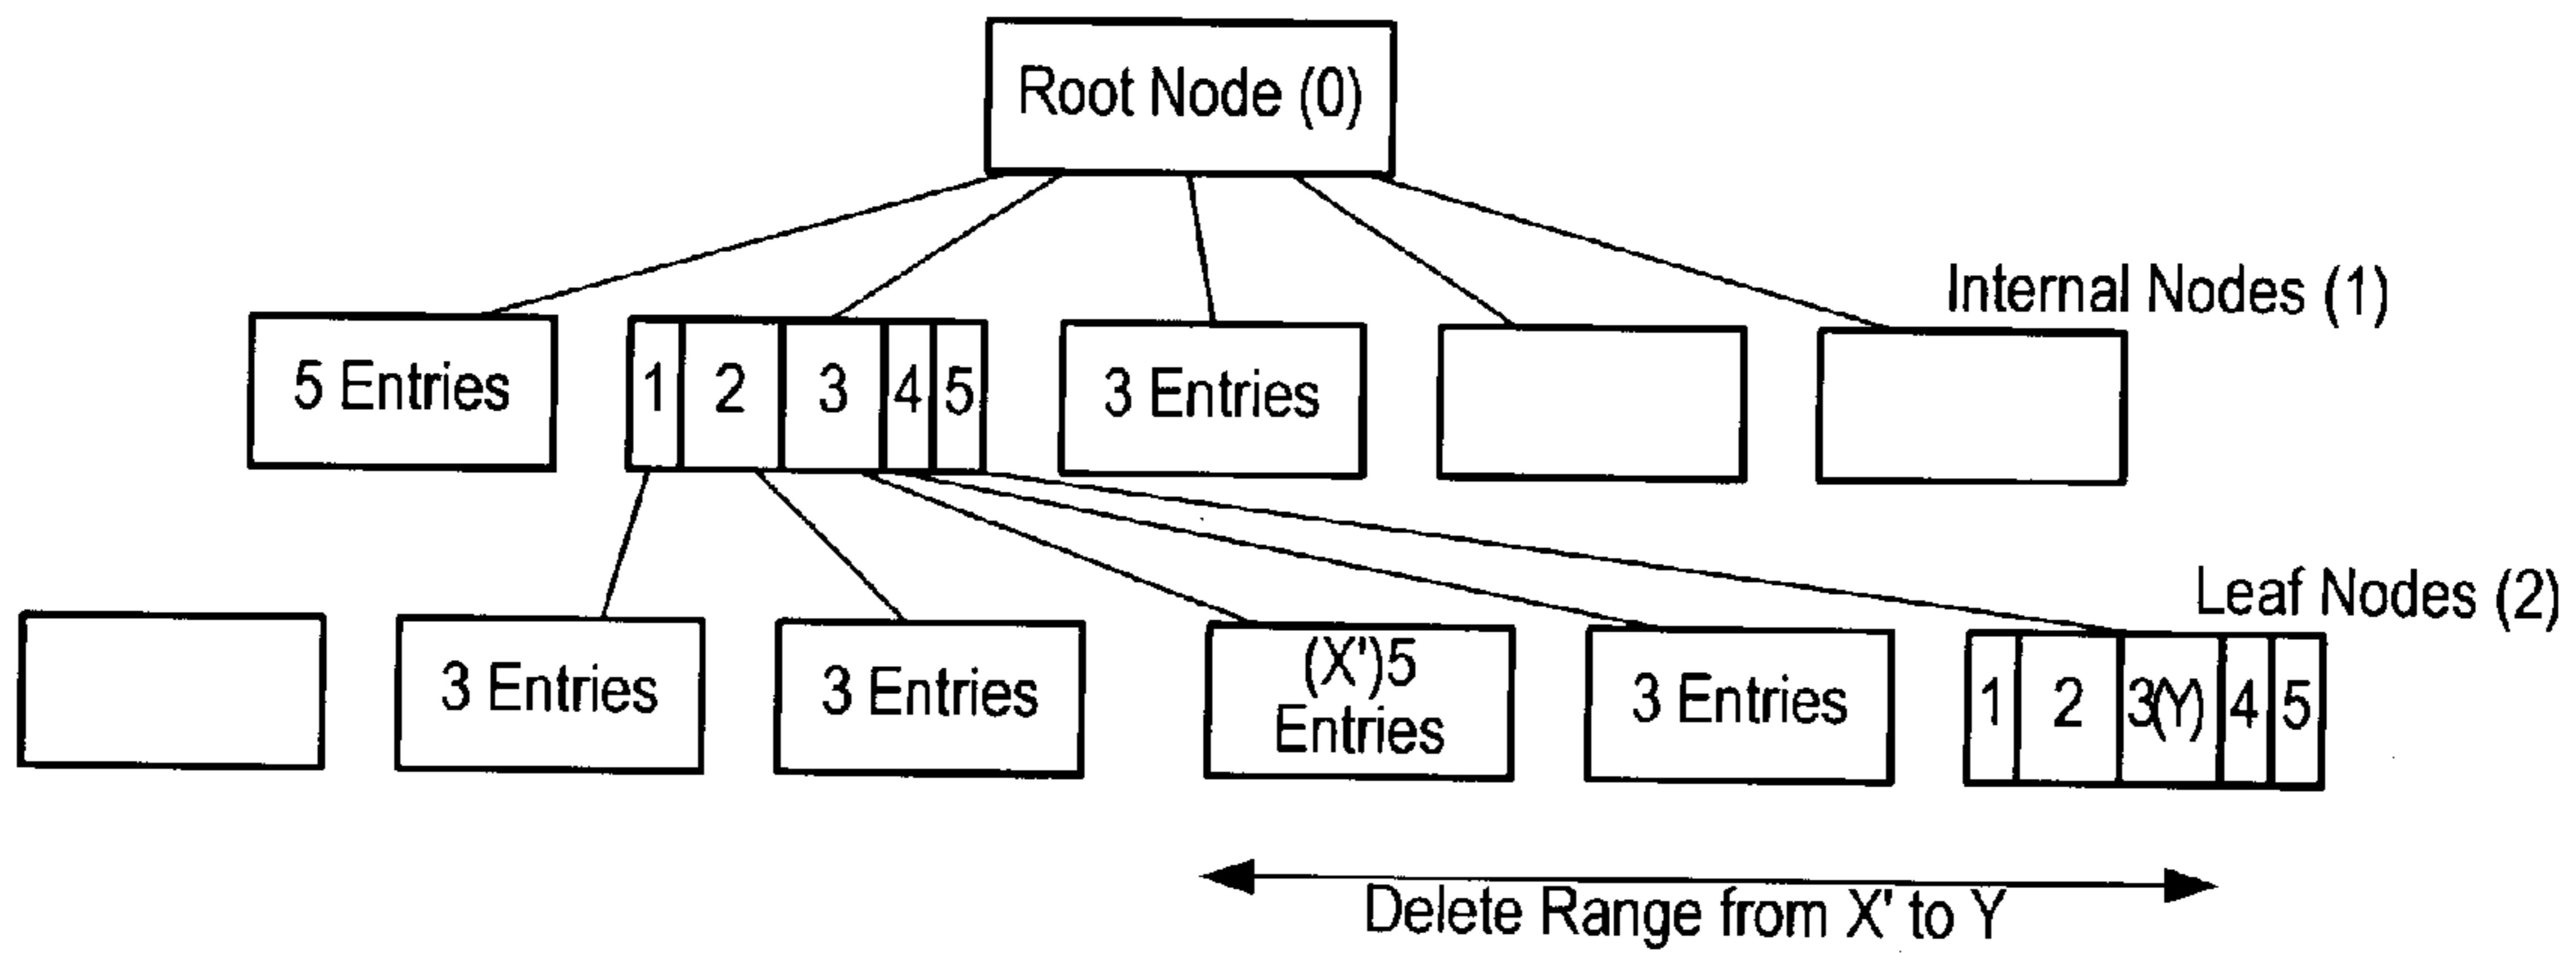 Root Node (0)
Internal Nodes (1)
5 Entries
1 2 3 4 5
3 Entries
Leaf Nodes (2)
3 Entries
3 Entries
(X')5
Entries
3 Entries
1 2 3(Y) 4 5
Delete Range from X' to Y